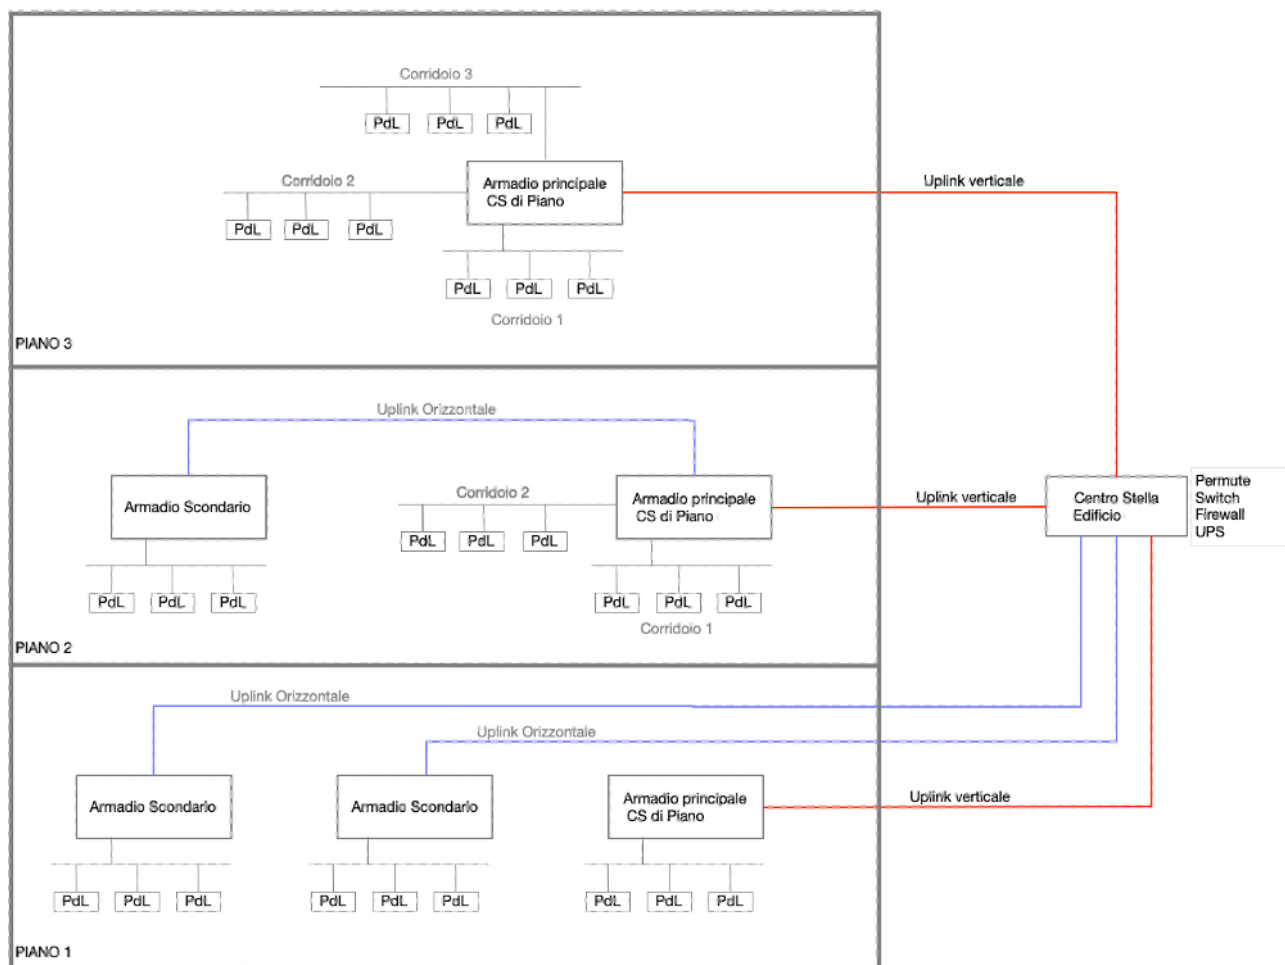 Corridoio 3
PdL PdL PdL
Corridoio 2
Armadio principale
CS di Piano
Uplink verticale
PdL PdL PdL
PdL PdL PdL
Corridoio 1
PIANO 3
Uplink Orizzontale
Armadio Scondario
Corridoio 2
Armadio principale
CS di Piano
Uplink verticale
Centro Stella
Edificio
Permute
Switch
Firewall
UPS
PdL PdL PdL
PdL PdL PdL
PdL PdL PdL
Corridoio 1
PIANO 2
Uplink Orizzontale
Uplink Orizzontale
Armadio Scondario
Armadio Scondario
Armadio principale
CS di Piano
Uplink verticale
PdL PdL PdL
PdL PdL PdL
PdL PdL PdL
PIANO 1